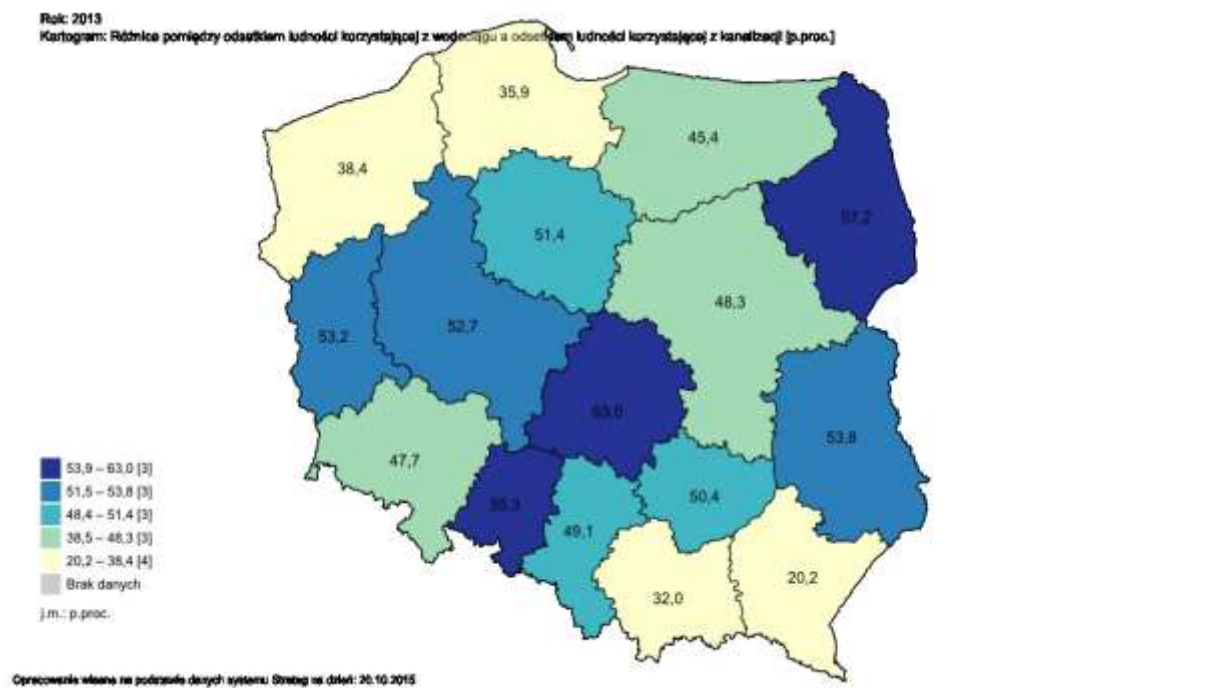 Rok: 2013
Kartogram: Różnice pomiędzy odsetkiem ludności korzystającej z wodociągu a odsetkiem ludności korzystającej z kanalizacji [p.proc.]
35,9
45,4
38,4
57,2
51,4
48,3
52,7
53,2
63,0
53,8
47,7
53,9 – 63,0 [3]
51,5 – 53,8 [3]
48,4 – 51,4 [3]
38,5 – 48,3 [3]
20,2 – 38,4 [4]
Brak danych
50,4
55,3
49,1
20,2
32,0
j.m.: p.proc.
Opracowanie własne na podstawie danych systemu Strateg na dzień: 20.10.2015